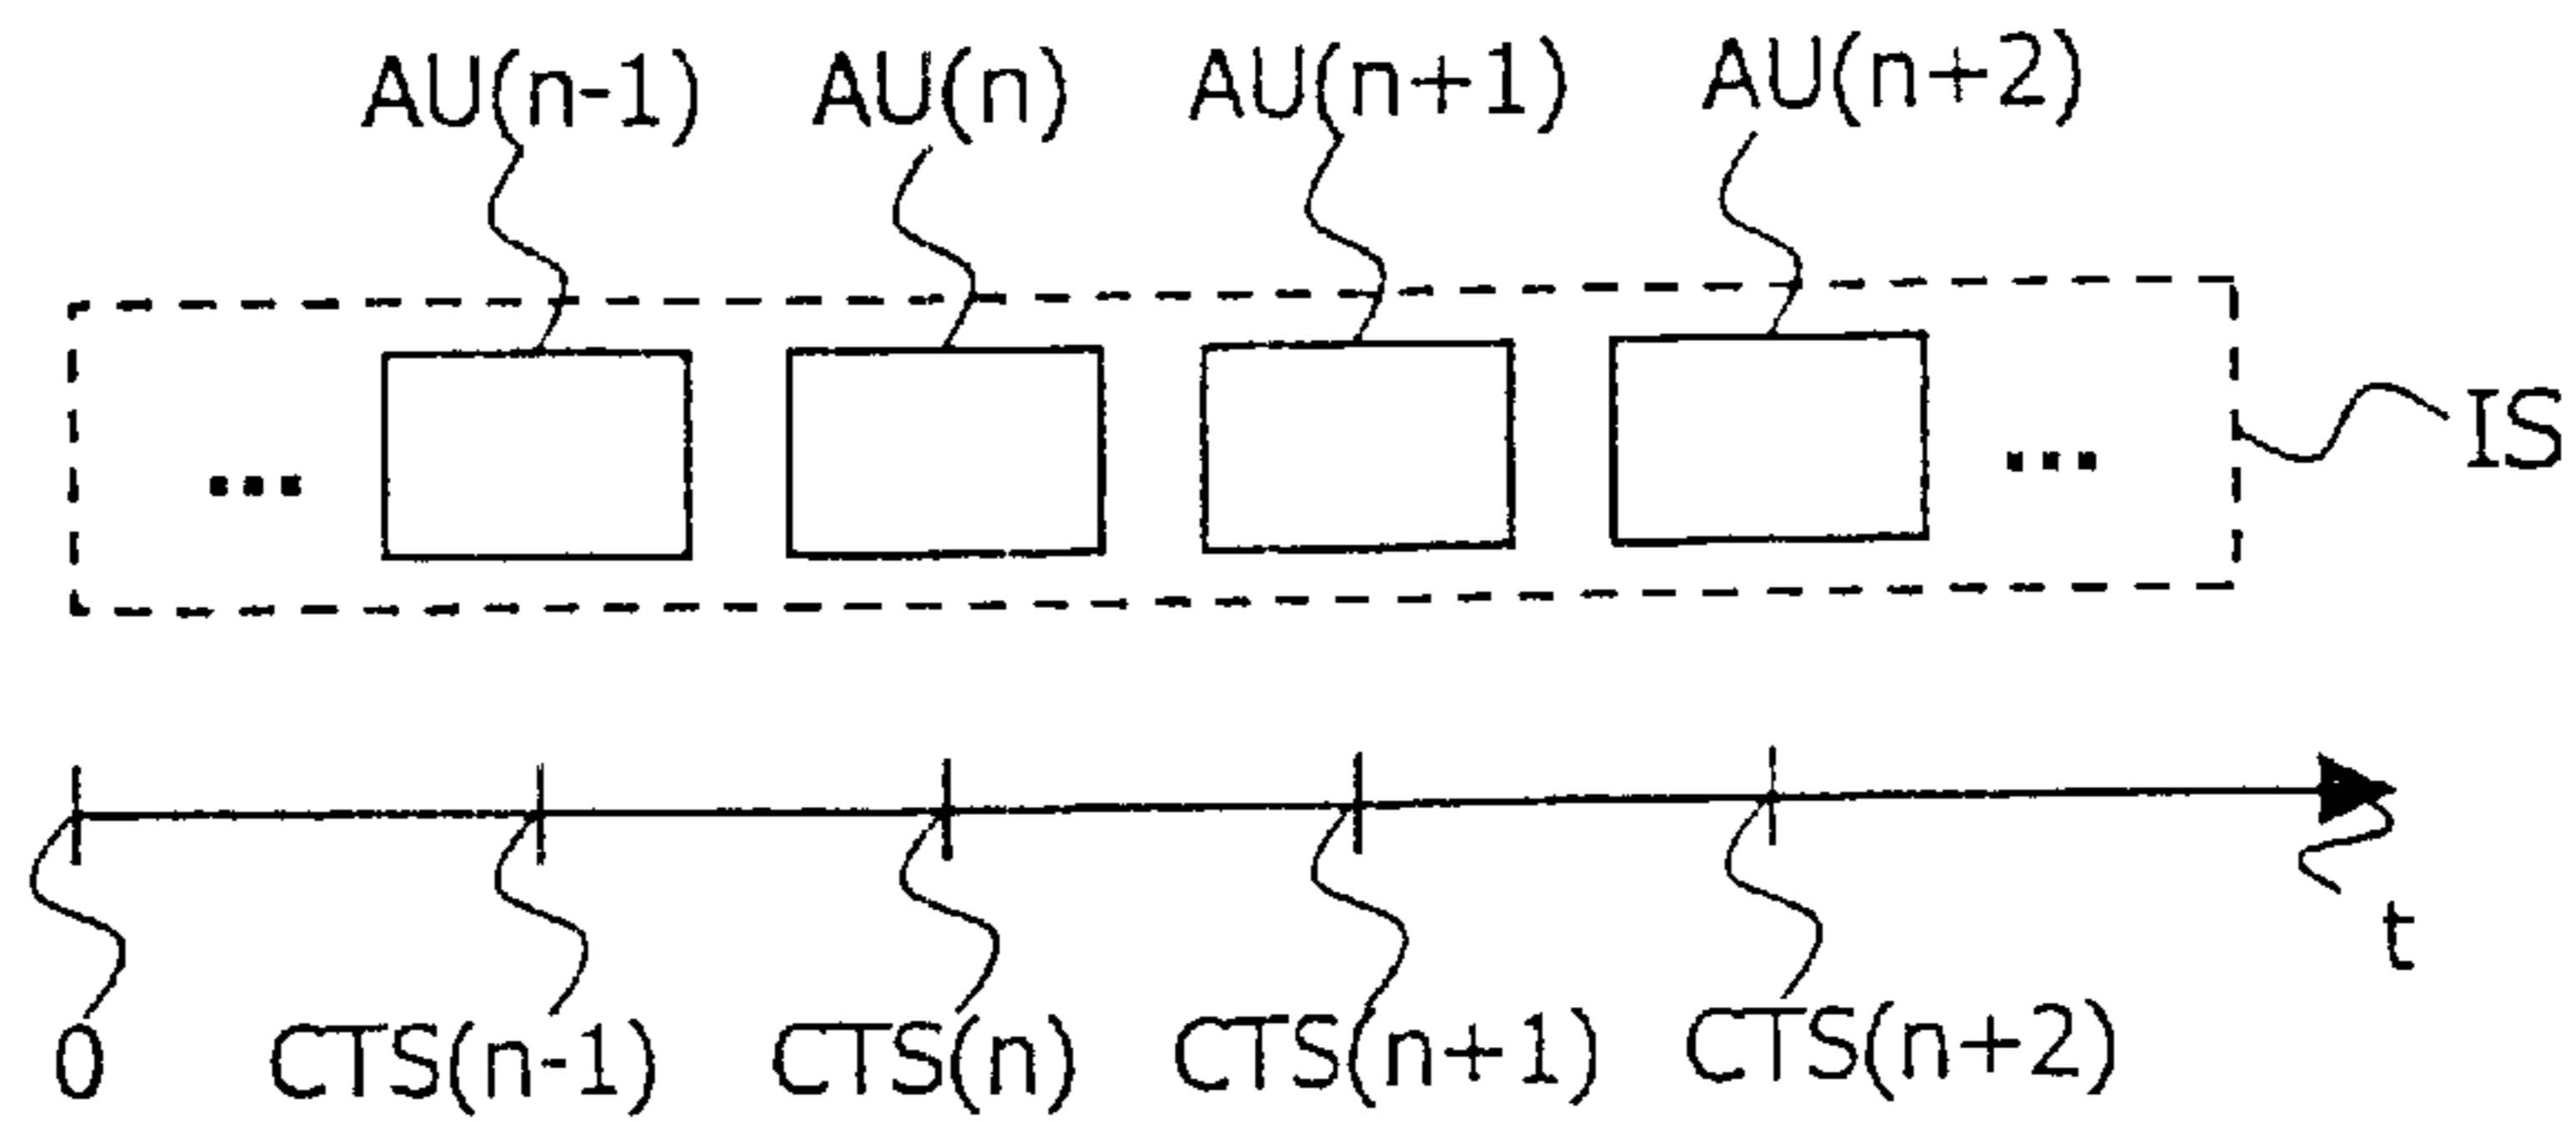 AU(n-1) AU(n) AU(n+1) AU(n+2)
... ... IS
t
0 CTS(n-1) CTS(n) CTS(n+1) CTS(n+2)